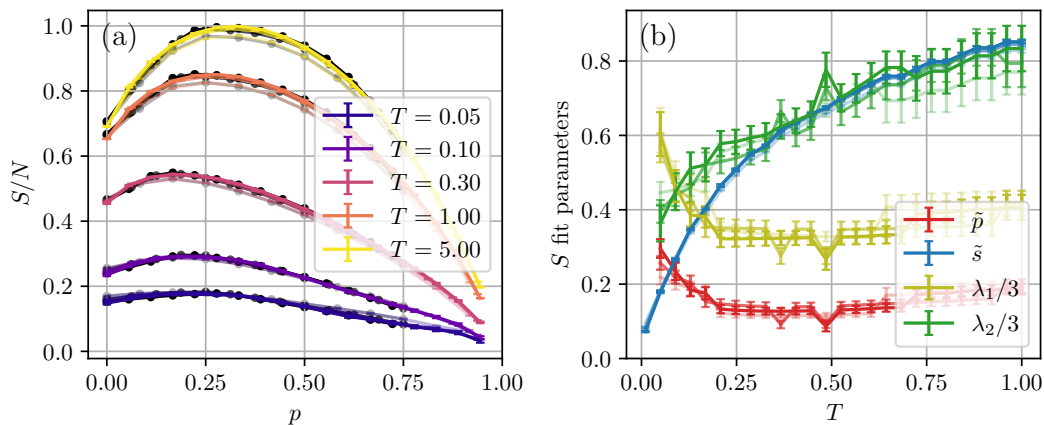 (a)
S/N
1.0
0.8
0.6
0.4
0.2
0.0
0.00 0.25 0.50 0.75 1.00
p
T = 0.05
T = 0.10
T = 0.30
T = 1.00
T = 5.00
(b)
S fit parameters
0.8
0.6
0.4
0.2
0.0
0.00 0.25 0.50 0.75 1.00
T
p̃
s̃
λ₁/3
λ₂/3